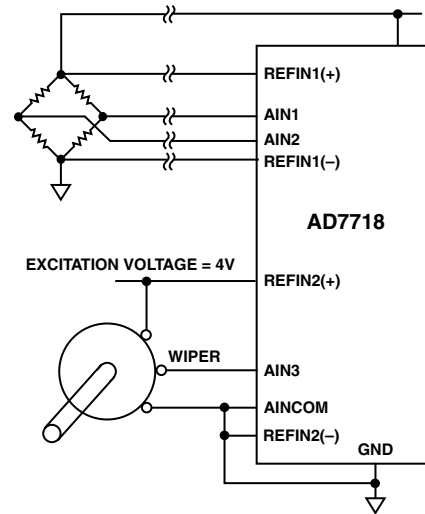 REFIN1(+)
AIN1
AIN2
REFIN1(–)
AD7718
EXCITATION VOLTAGE = 4V
REFIN2(+)
WIPER
AIN3
AINCOM
REFIN2(–)
GND